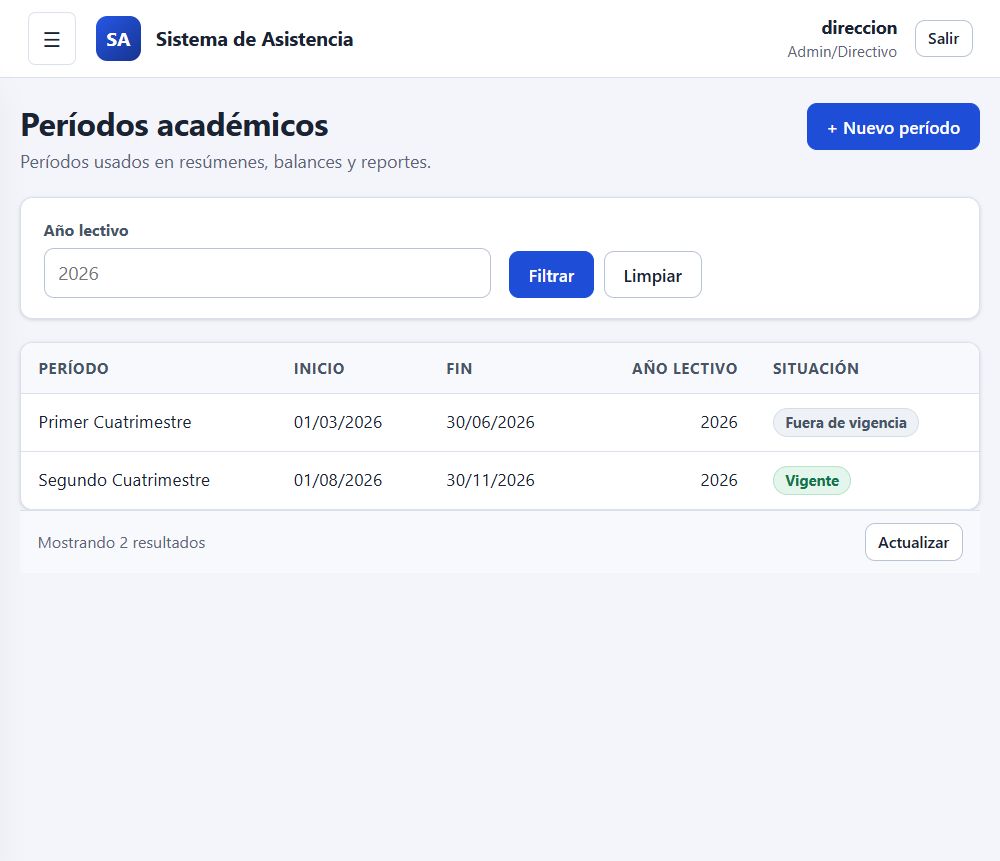 ☰ SA Sistema de Asistencia
direccion
Admin/Directivo
Salir
Períodos académicos
Períodos usados en resúmenes, balances y reportes.
+ Nuevo período
Año lectivo
2026
Filtrar
Limpiar
PERÍODO INICIO FIN AÑO LECTIVO SITUACIÓN
Primer Cuatrimestre 01/03/2026 30/06/2026 2026 Fuera de vigencia
Segundo Cuatrimestre 01/08/2026 30/11/2026 2026 Vigente
Mostrando 2 resultados
Actualizar